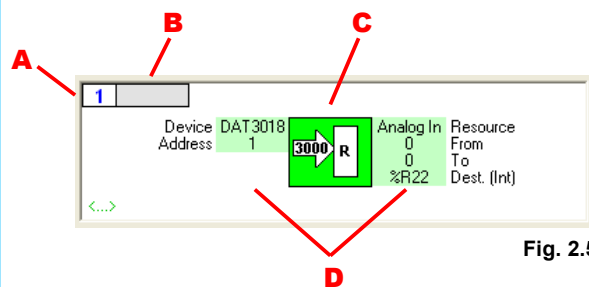 B
C
A
1
Device DAT3018
Address 1
3000 R
Analog In Resource
0 From
0 To
%R22 Dest. (Int)
<...>
Fig. 2.5
D